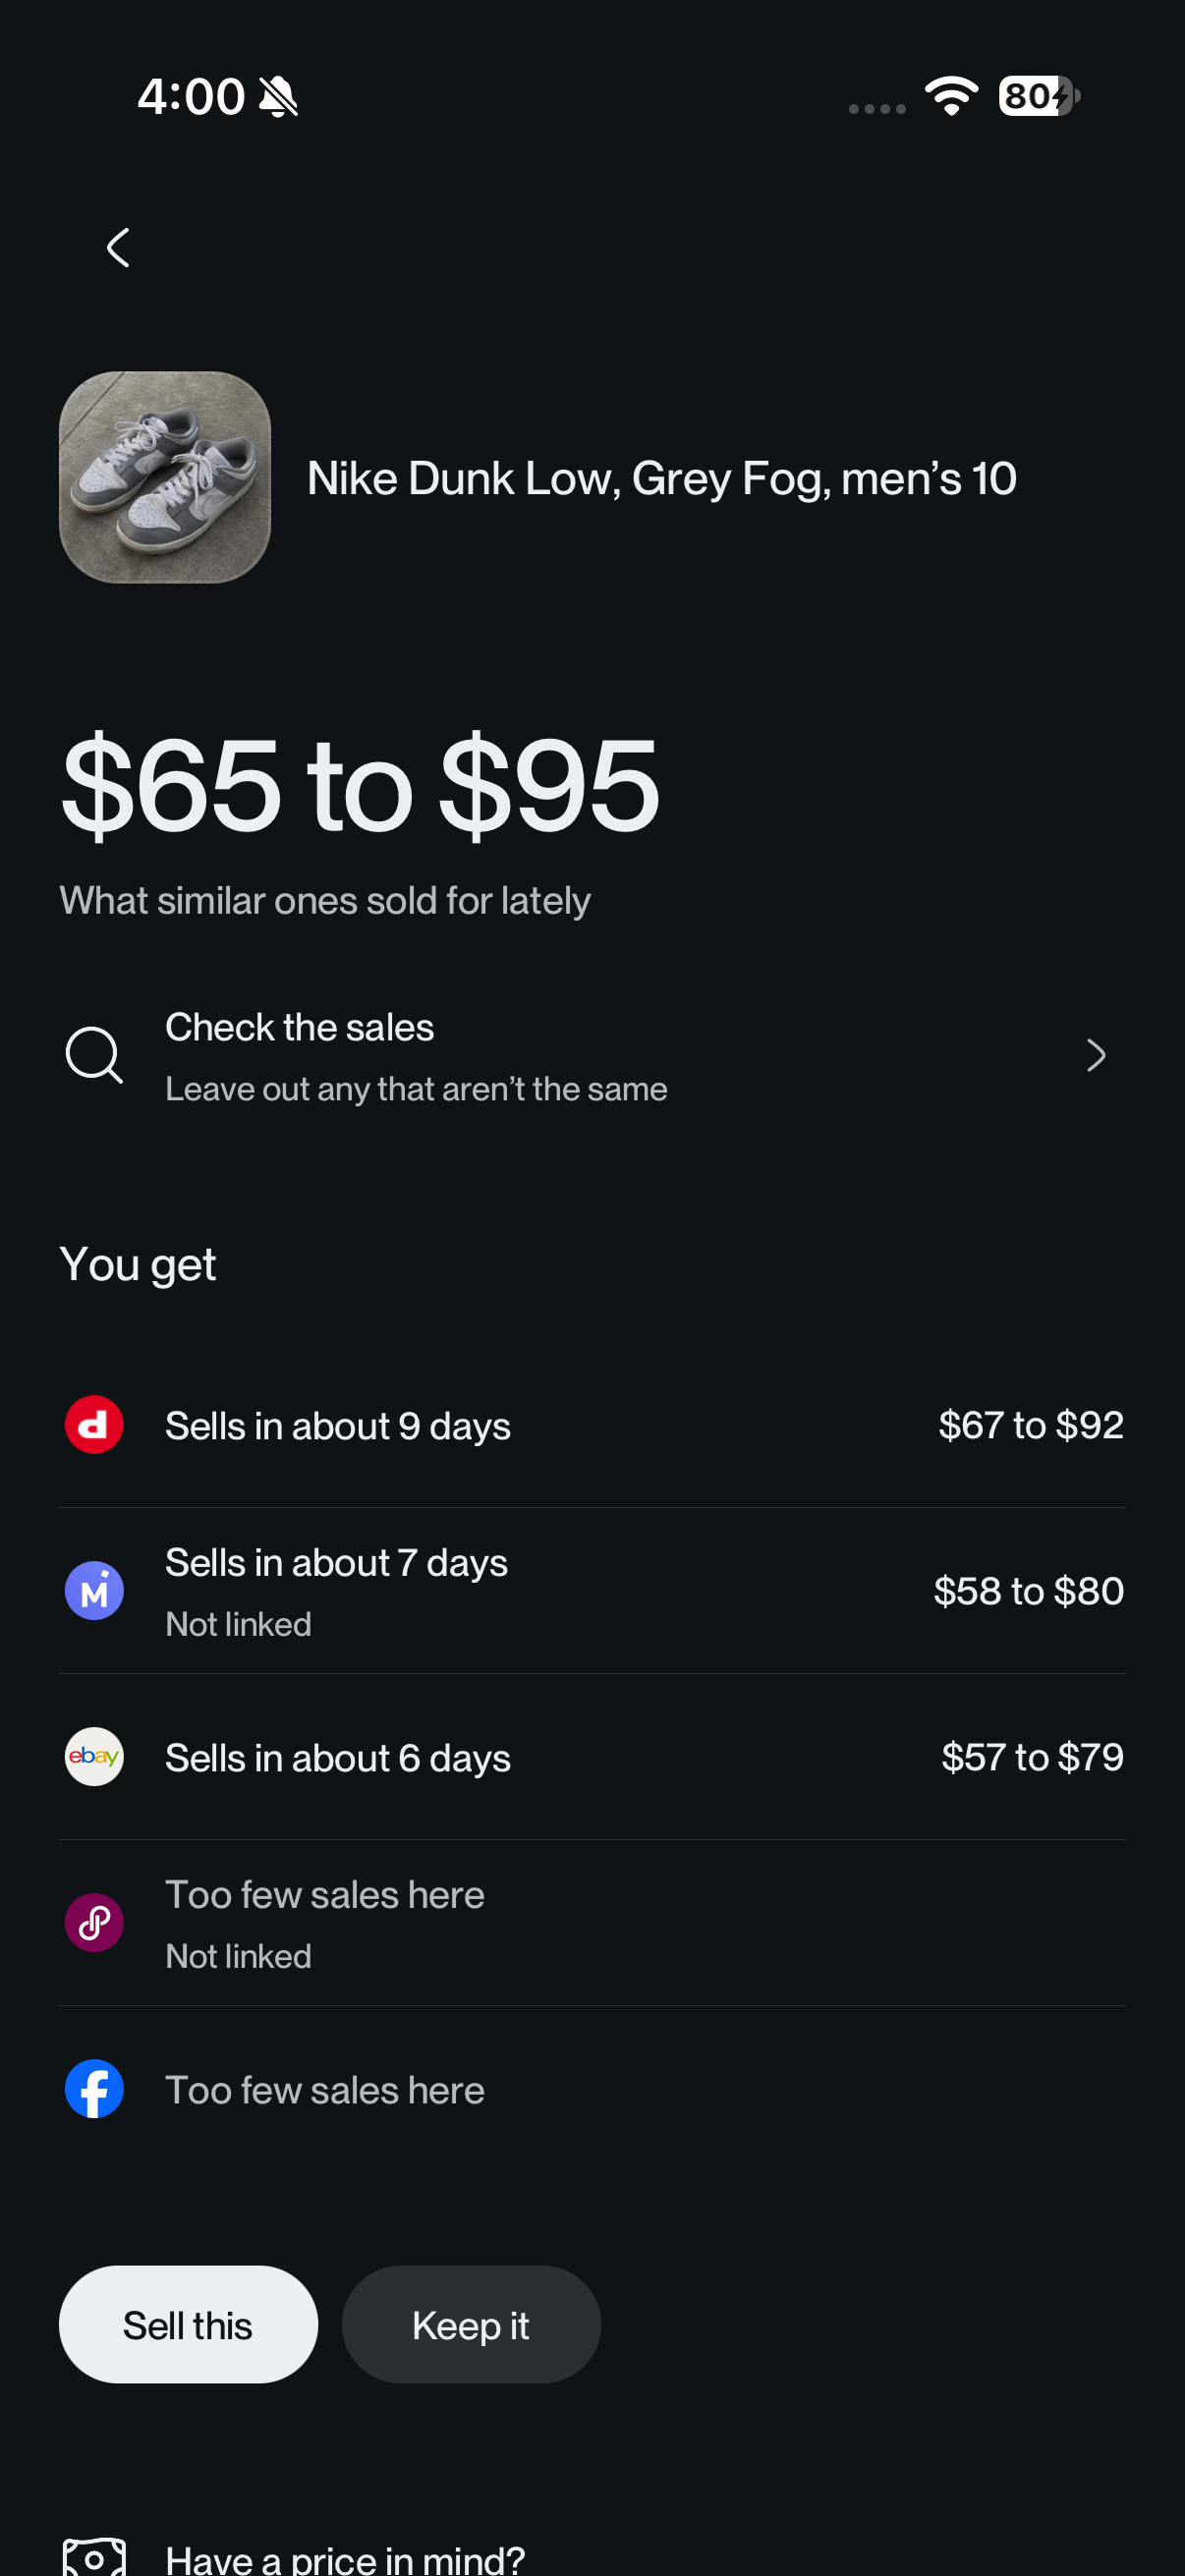 4:00
80
Nike Dunk Low, Grey Fog, men’s 10
$65 to $95
What similar ones sold for lately
Check the sales
Leave out any that aren’t the same
You get
d
Sells in about 9 days
$67 to $92
M
Sells in about 7 days
Not linked
$58 to $80
ebay
Sells in about 6 days
$57 to $79
Too few sales here
Not linked
f
Too few sales here
Sell this
Keep it
Have a price in mind?